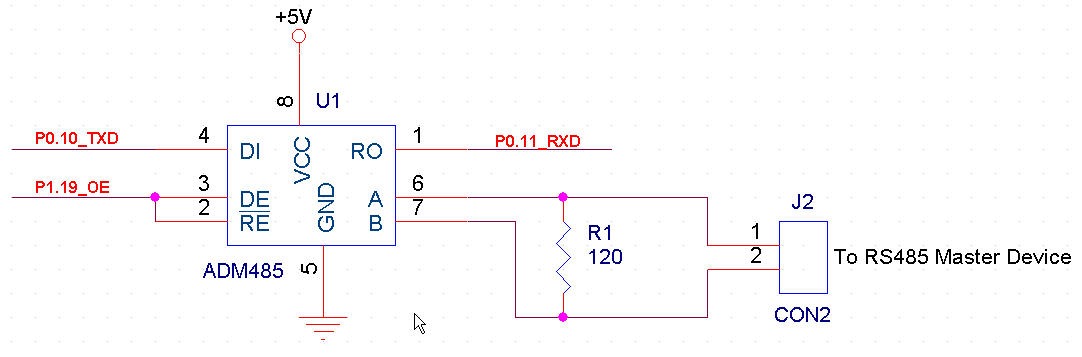 +5V
8
U1
P0.10_TXD
4
1
P0.11_RXD
DI
VCC
RO
P1.19_OE
3
6
DE
A
2
7
RE
GND
B
J2
R1
120
1
2
To RS485 Master Device
ADM485
5
CON2